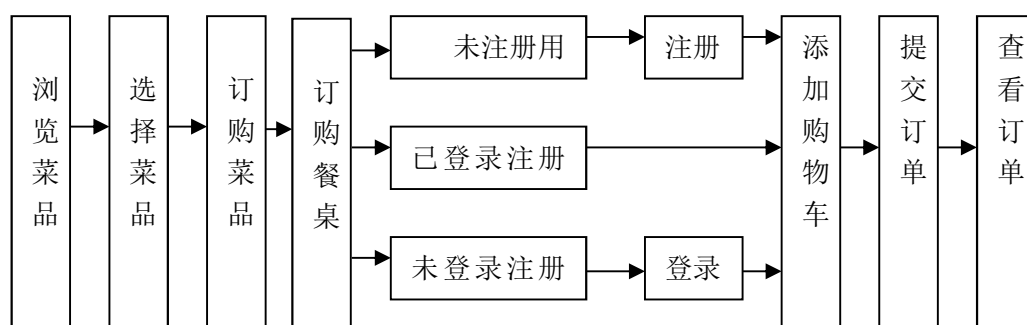 浏览菜品
选择菜品
订购菜品
订购餐桌
未注册用
注册
已登录注册
未登录注册
登录
添加购物车
提交订单
查看订单